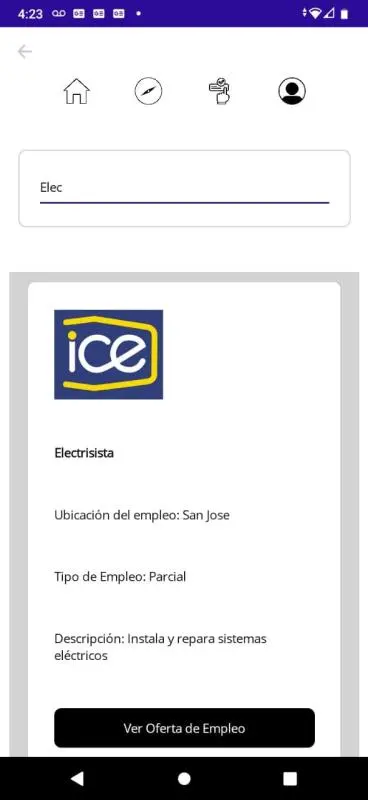 4:23
Elec
ice
Electrisista
Ubicación del empleo: San Jose
Tipo de Empleo: Parcial
Descripción: Instala y repara sistemas
eléctricos
Ver Oferta de Empleo